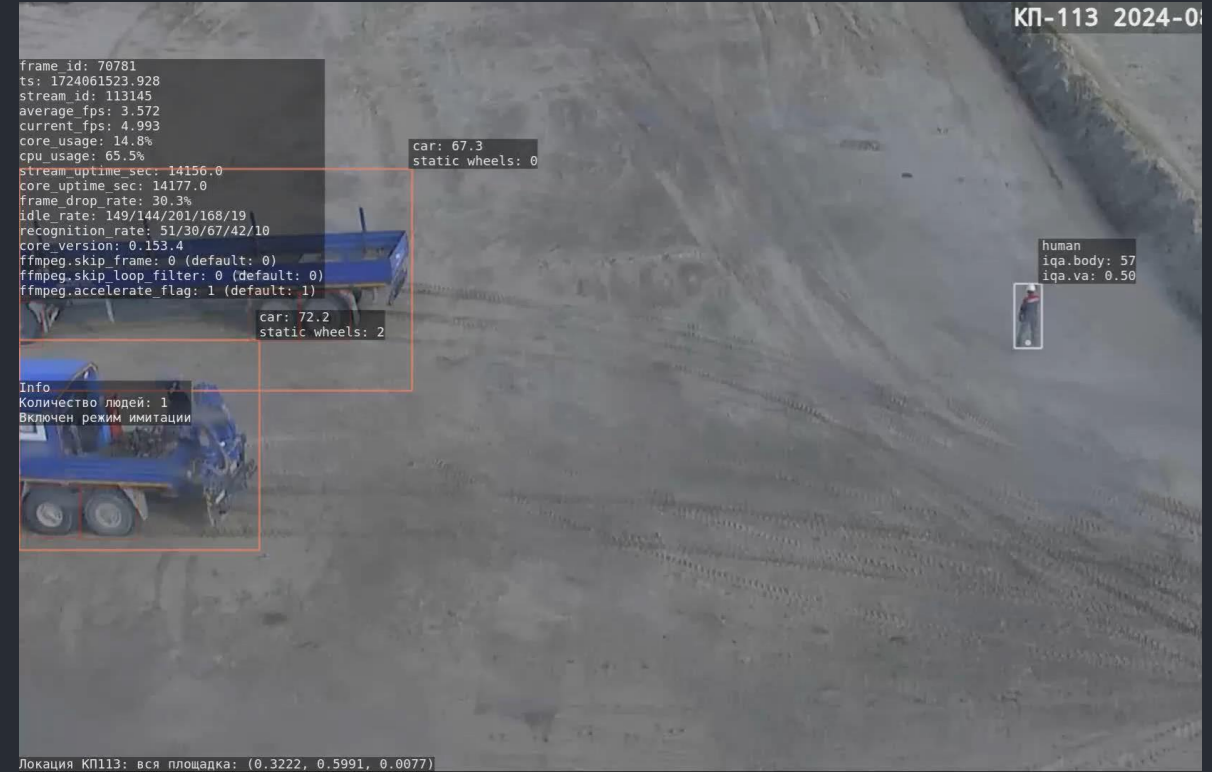 КП-113 2024-08
frame_id: 70781
ts: 1724061523.928
stream_id: 113145
average_fps: 3.572
current_fps: 4.993
core_usage: 14.8%
cpu_usage: 65.5%
stream_uptime_sec: 14156.0
core_uptime_sec: 14177.0
frame_drop_rate: 30.3%
idle_rate: 149/144/201/168/19
recognition_rate: 51/30/67/42/10
core_version: 0.153.4
ffmpeg.skip_frame: 0 (default: 0)
ffmpeg.skip_loop_filter: 0 (default: 0)
ffmpeg.accelerate_flag: 1 (default: 1)
car: 67.3
static wheels: 0
human
iqa.body: 57
iqa.va: 0.50
car: 72.2
static wheels: 2
Info
Количество людей: 1
Включен режим имитации
Локация КП113: вся площадка: (0.3222, 0.5991, 0.0077)